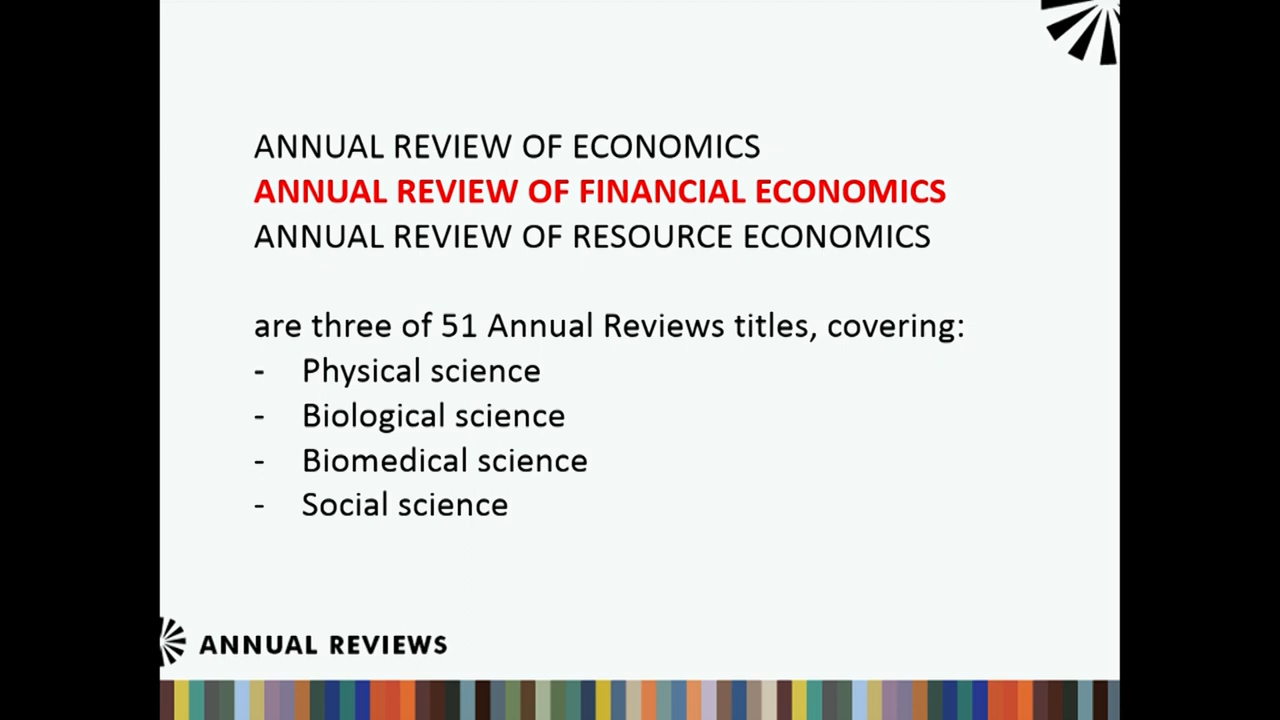 ANNUAL REVIEW OF ECONOMICS
ANNUAL REVIEW OF FINANCIAL ECONOMICS
ANNUAL REVIEW OF RESOURCE ECONOMICS
are three of 51 Annual Reviews titles, covering:
- Physical science
- Biological science
- Biomedical science
- Social science
ANNUAL REVIEWS